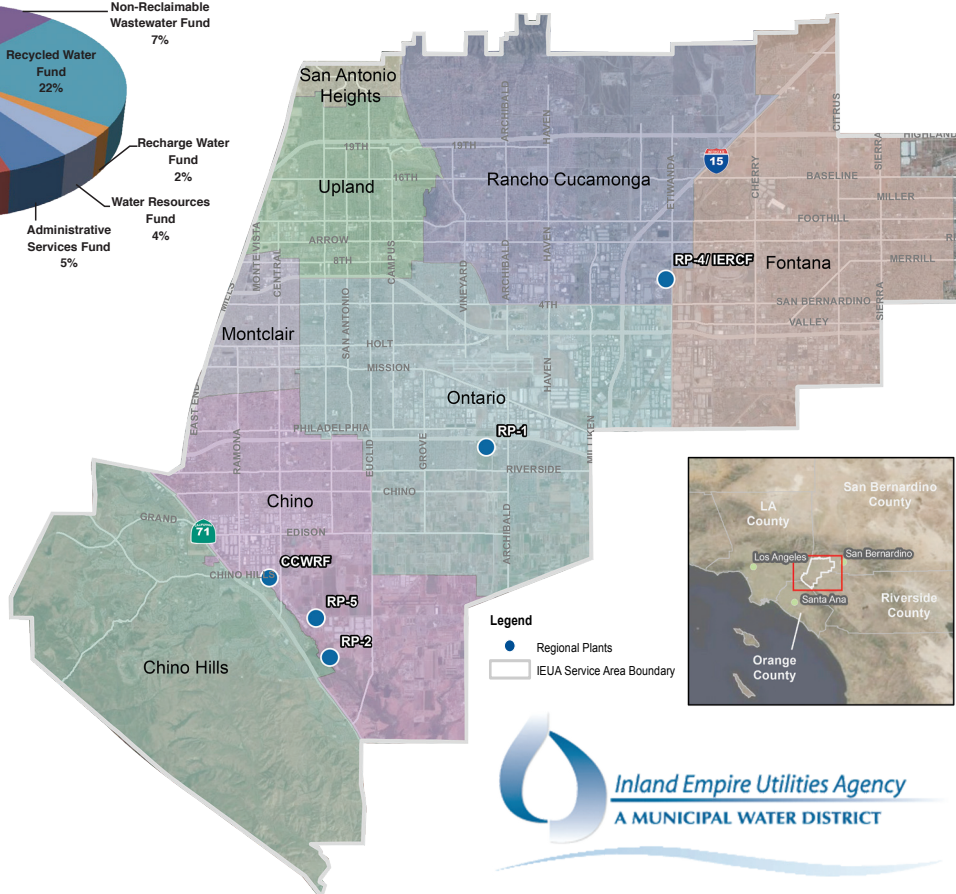 Non-Reclaimable
Wastewater Fund
7%
Recycled Water
Fund
22%
Recharge Water
Fund
2%
Water Resources
Fund
4%
Administrative
Services Fund
5%
San Antonio
Heights
ARCHIBALD
HAVEN
CITRUS
19TH
19TH
HIGHLAND
SIERRA
15
16TH
Upland
Rancho Cucamonga
ETIWANDA
CHERRY
BASELINE
MILLER
FOOTHILL
MONTE VISTA
CENTRAL
ARROW
8TH
CAMPUS
VINEYARD
ARCHIBALD
HAVEN
RP-4/ IERCF
Fontana
MERRILL
MILLS
SAN ANTONIO
4TH
SAN BERNARDINO
VALLEY
SIERRA
Montclair
HOLT
MISSION
HAVEN
EAST END
Ontario
RAMONA
PHILADELPHIA
EUCLID
GROVE
RP-1
MILLIKEN
RIVERSIDE
Chino
CHINO
ARCHIBALD
GRAND
CALIFORNIA
71
EDISON
CCWRF
CHINO HILLS
RP-5
RP-2
Chino Hills
Legend
Regional Plants
IEUA Service Area Boundary
San Bernardino
County
LA
County
Los Angeles
San Bernardino
Santa Ana
Riverside
County
Orange
County
Inland Empire Utilities Agency
A MUNICIPAL WATER DISTRICT